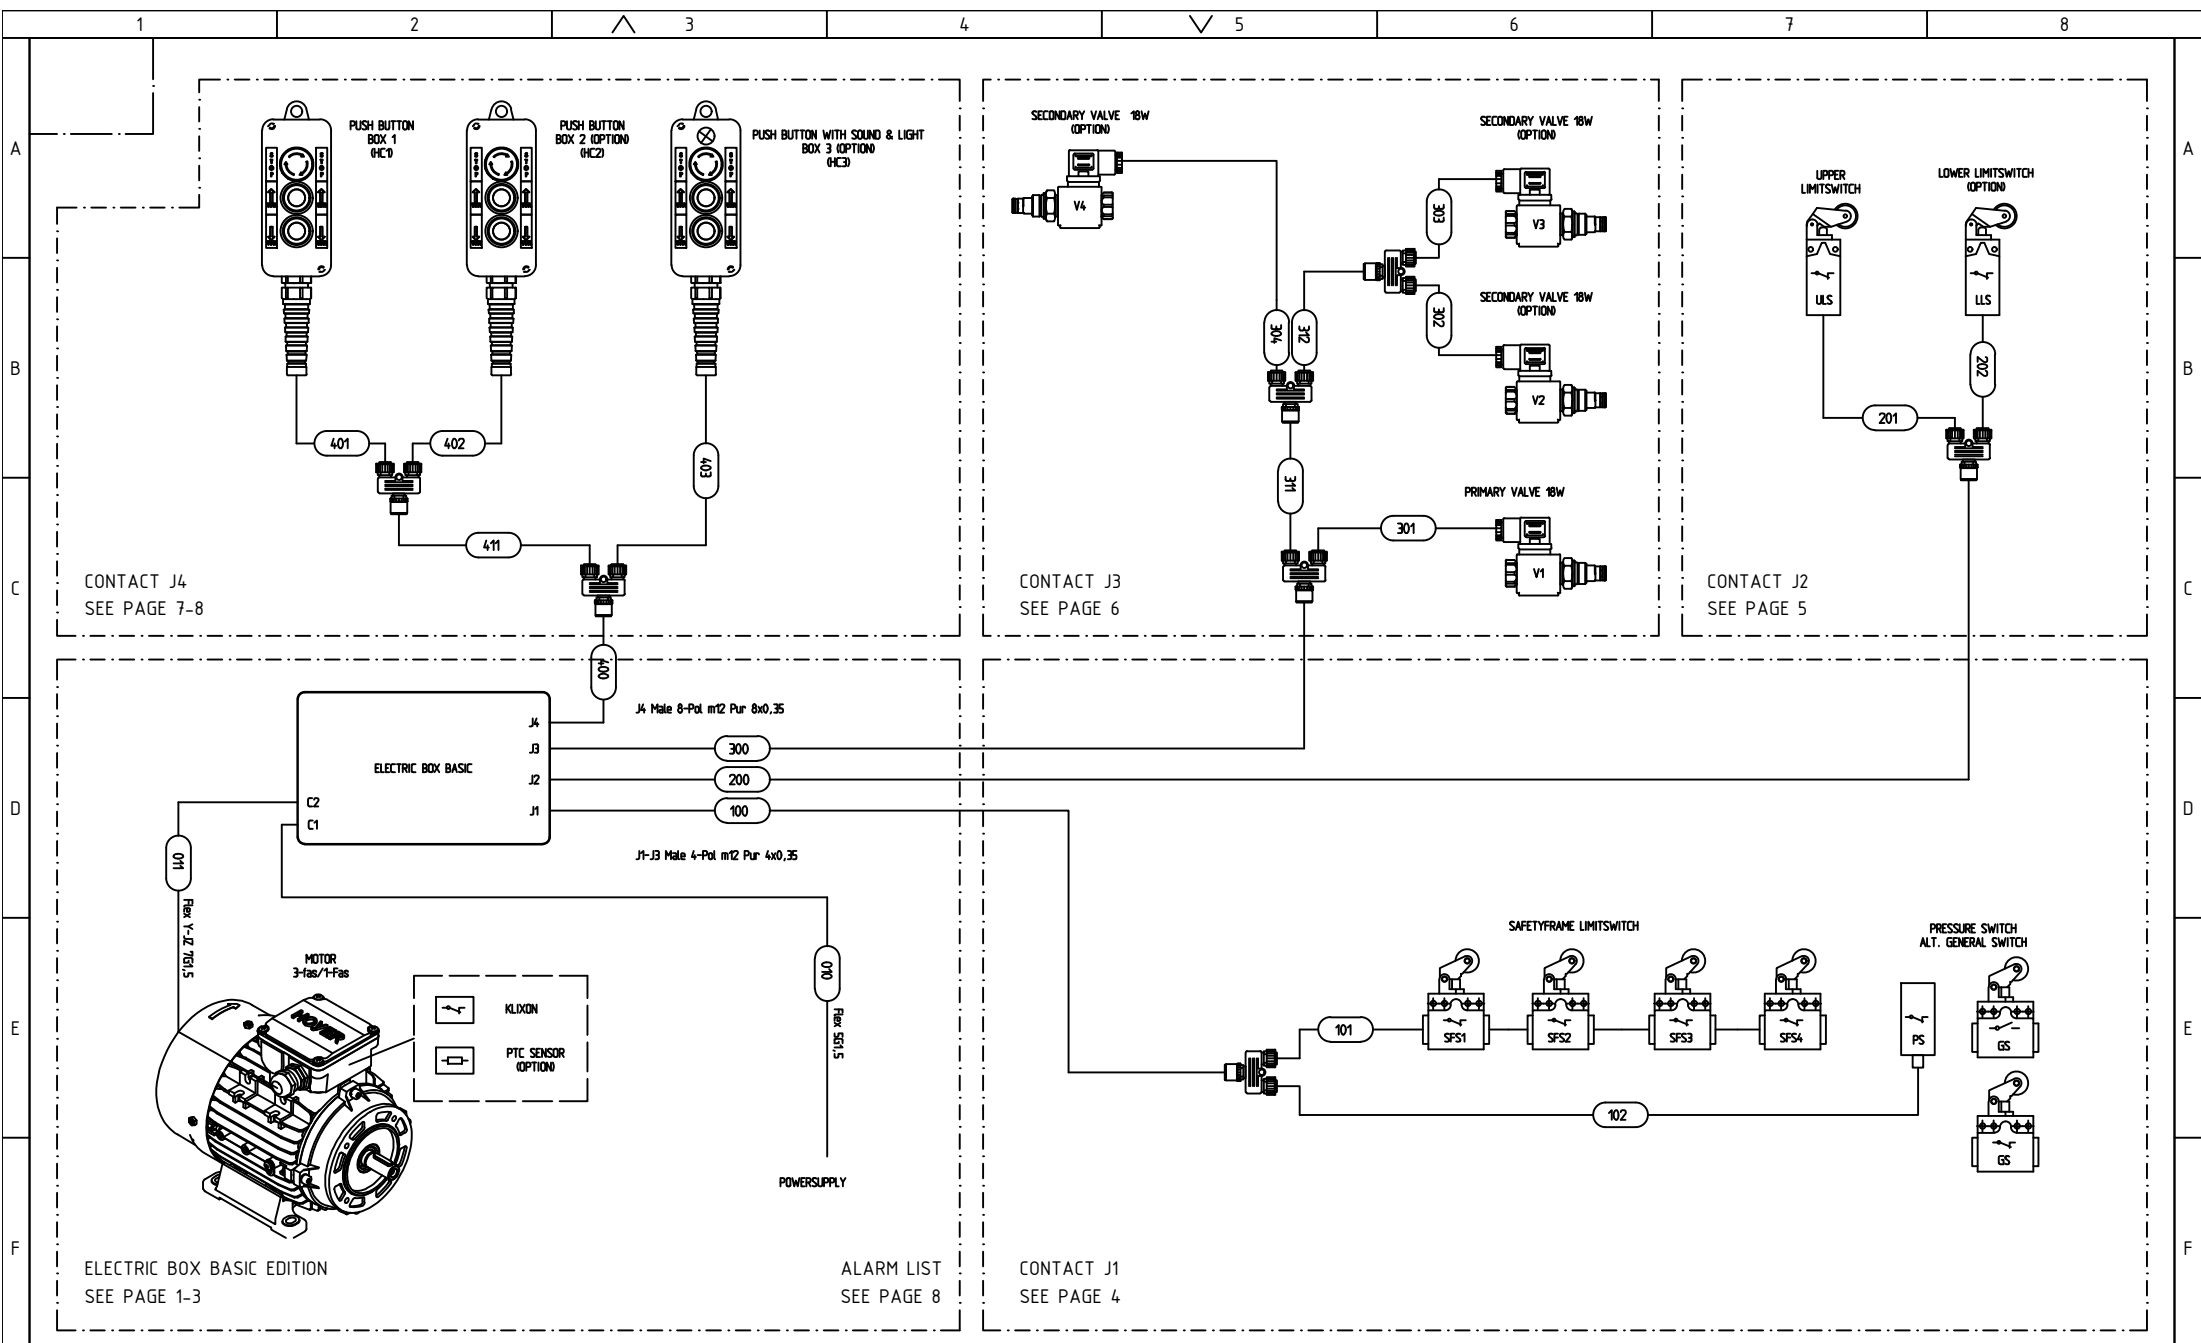 1 2 3 4 5 6 7 8
A A
B B
C C
D D
E E
F F
PUSH BUTTON
BOX 1
(HC1)
PUSH BUTTON
BOX 2 (OPTION)
(HC2)
PUSH BUTTON WITH SOUND & LIGHT
BOX 3 (OPTION)
(HC3)
STOP STOP
STOP STOP
STOP STOP
401
402
403
411
400
CONTACT J4
SEE PAGE 7-8
SECONDARY VALVE 18W
(OPTION)
V4
SECONDARY VALVE 18W
(OPTION)
V3
303
SECONDARY VALVE 18W
(OPTION)
V2
302
304
312
311
PRIMARY VALVE 18W
301
V1
CONTACT J3
SEE PAGE 6
UPPER
LIMITSWITCH
ULS
LOWER LIMITSWITCH
(OPTION)
LLS
201
202
CONTACT J2
SEE PAGE 5
ELECTRIC BOX BASIC
J4
J3
J2
J1
C2
C1
J4 Male 8-Pol m12 Pur 8x0,35
300
200
100
J1-J3 Male 4-Pol m12 Pur 4x0,35
011
Flex Y-JZ 7G1,5
MOTOR
3-fas/1-Fas
HOYER
KLIXON
PTC SENSOR
(OPTION)
010
Flex 5G1,5
POWERSUPPLY
ELECTRIC BOX BASIC EDITION
SEE PAGE 1-3
ALARM LIST
SEE PAGE 8
SAFETYFRAME LIMITSWITCH
SFS1
SFS2
SFS3
SFS4
101
102
PRESSURE SWITCH
ALT. GENERAL SWITCH
PS
GS
GS
CONTACT J1
SEE PAGE 4